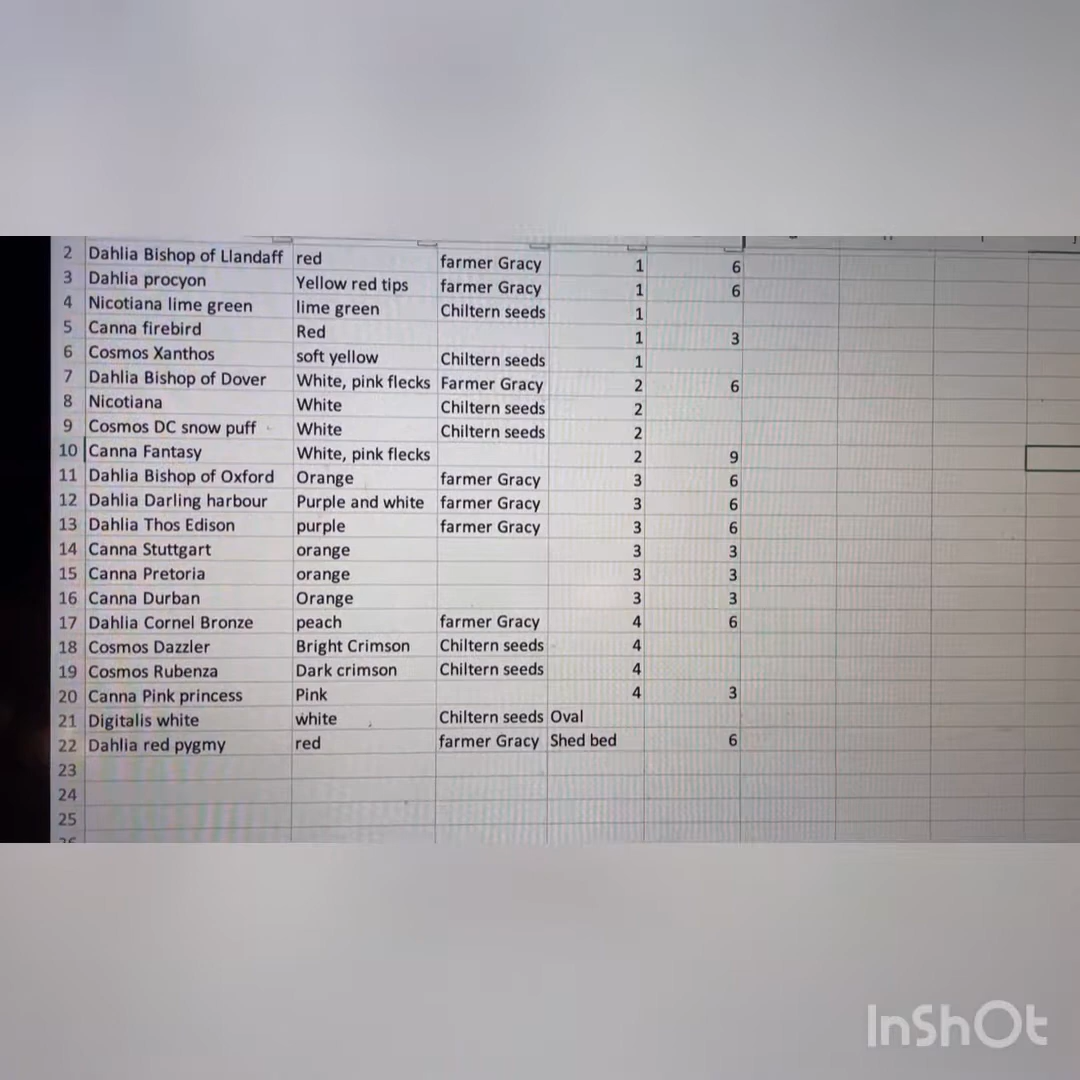 2 Dahlia Bishop of Llandaff red farmer Gracy 1 6
3 Dahlia procyon Yellow red tips farmer Gracy 1 6
4 Nicotiana lime green lime green Chiltern seeds 1
5 Canna firebird Red 1 3
6 Cosmos Xanthos soft yellow Chiltern seeds 1
7 Dahlia Bishop of Dover White, pink flecks Farmer Gracy 2 6
8 Nicotiana White Chiltern seeds 2
9 Cosmos DC snow puff White Chiltern seeds 2
10 Canna Fantasy White, pink flecks 2 9
11 Dahlia Bishop of Oxford Orange farmer Gracy 3 6
12 Dahlia Darling harbour Purple and white farmer Gracy 3 6
13 Dahlia Thos Edison purple farmer Gracy 3 6
14 Canna Stuttgart orange 3 3
15 Canna Pretoria orange 3 3
16 Canna Durban Orange 3 3
17 Dahlia Cornel Bronze peach farmer Gracy 4 6
18 Cosmos Dazzler Bright Crimson Chiltern seeds 4
19 Cosmos Rubenza Dark crimson Chiltern seeds 4
20 Canna Pink princess Pink 4 3
21 Digitalis white white Chiltern seeds Oval
22 Dahlia red pygmy red farmer Gracy Shed bed 6
23
24
25
InShOt